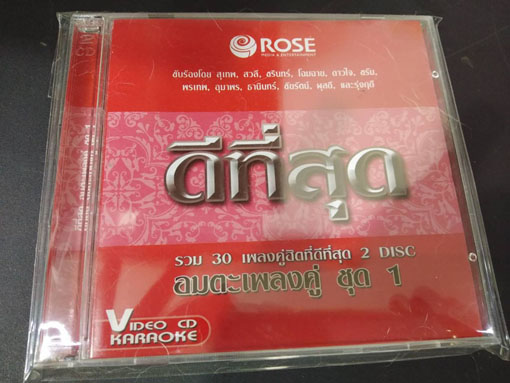 ROSE
MEDIA & ENTERTAINMENT
ขับร้องโดย สุเทพ, สวลี, ชรินทร์, โฉมฉาย, ดาวใจ, ศรัณ,
พรเทพ, อุมาพร, ธานินทร์, ชัยรัตน์, ผุสดี, และรุ่งฤดี
ดีที่สุด
รวม 30 เพลงคู่ฮิตที่ดีที่สุด 2 DISC
อมตะเพลงคู่ ชุด 1
VIDEO CD
KARAOKE